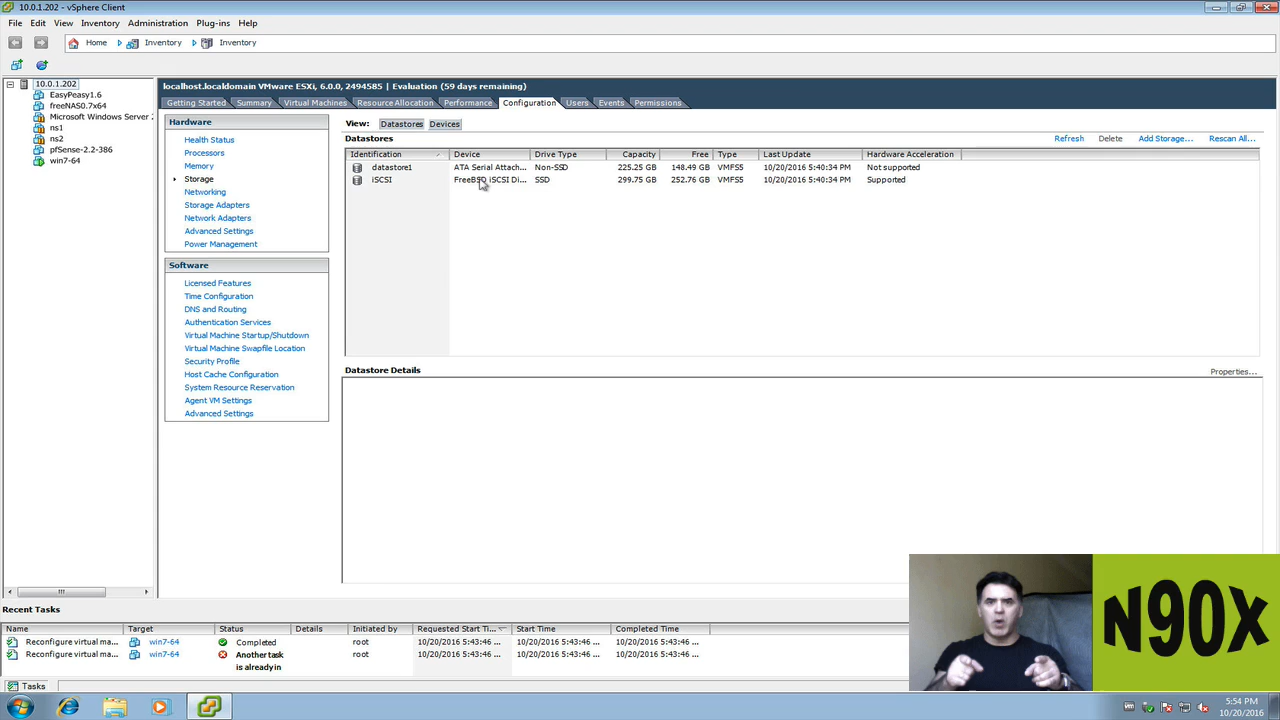 10.0.1.202 - vSphere Client
File Edit View Inventory Administration Plug-ins Help
Home Inventory Inventory
10.0.1.202
EasyPeasy1.6
freeNAS0.7x64
Microsoft Windows Server 2
ns1
ns2
pfSense-2.2-386
win7-64
localhost.localdomain VMware ESXi, 6.0.0, 2494585 | Evaluation (59 days remaining)
Getting Started Summary Virtual Machines Resource Allocation Performance Configuration Users Events Permissions
Hardware
Health Status
Processors
Memory
Storage
Networking
Storage Adapters
Network Adapters
Advanced Settings
Power Management
Software
Licensed Features
Time Configuration
DNS and Routing
Authentication Services
Virtual Machine Startup/Shutdown
Virtual Machine Swapfile Location
Security Profile
Host Cache Configuration
System Resource Reservation
Agent VM Settings
Advanced Settings
View: Datastores Devices
Datastores Refresh Delete Add Storage... Rescan All...
Identification Device Drive Type Capacity Free Type Last Update Hardware Acceleration
datastore1 ATA Serial Attach... Non-SSD 225.25 GB 148.49 GB VMFS5 10/20/2016 5:40:34 PM Not supported
iSCSI FreeBSD iSCSI Di... SSD 299.75 GB 252.76 GB VMFS5 10/20/2016 5:40:34 PM Supported
Datastore Details Properties...
Recent Tasks
Name Target Status Details Initiated by Requested Start Ti... Start Time Completed Time
Reconfigure virtual ma... win7-64 Completed root 10/20/2016 5:43:46 ... 10/20/2016 5:43:46 ... 10/20/2016 5:43:46 ...
Reconfigure virtual ma... win7-64 Another task is already in root 10/20/2016 5:43:46 ... 10/20/2016 5:43:46 ... 10/20/2016 5:43:46 ...
N90X
Tasks
5:54 PM
10/20/2016